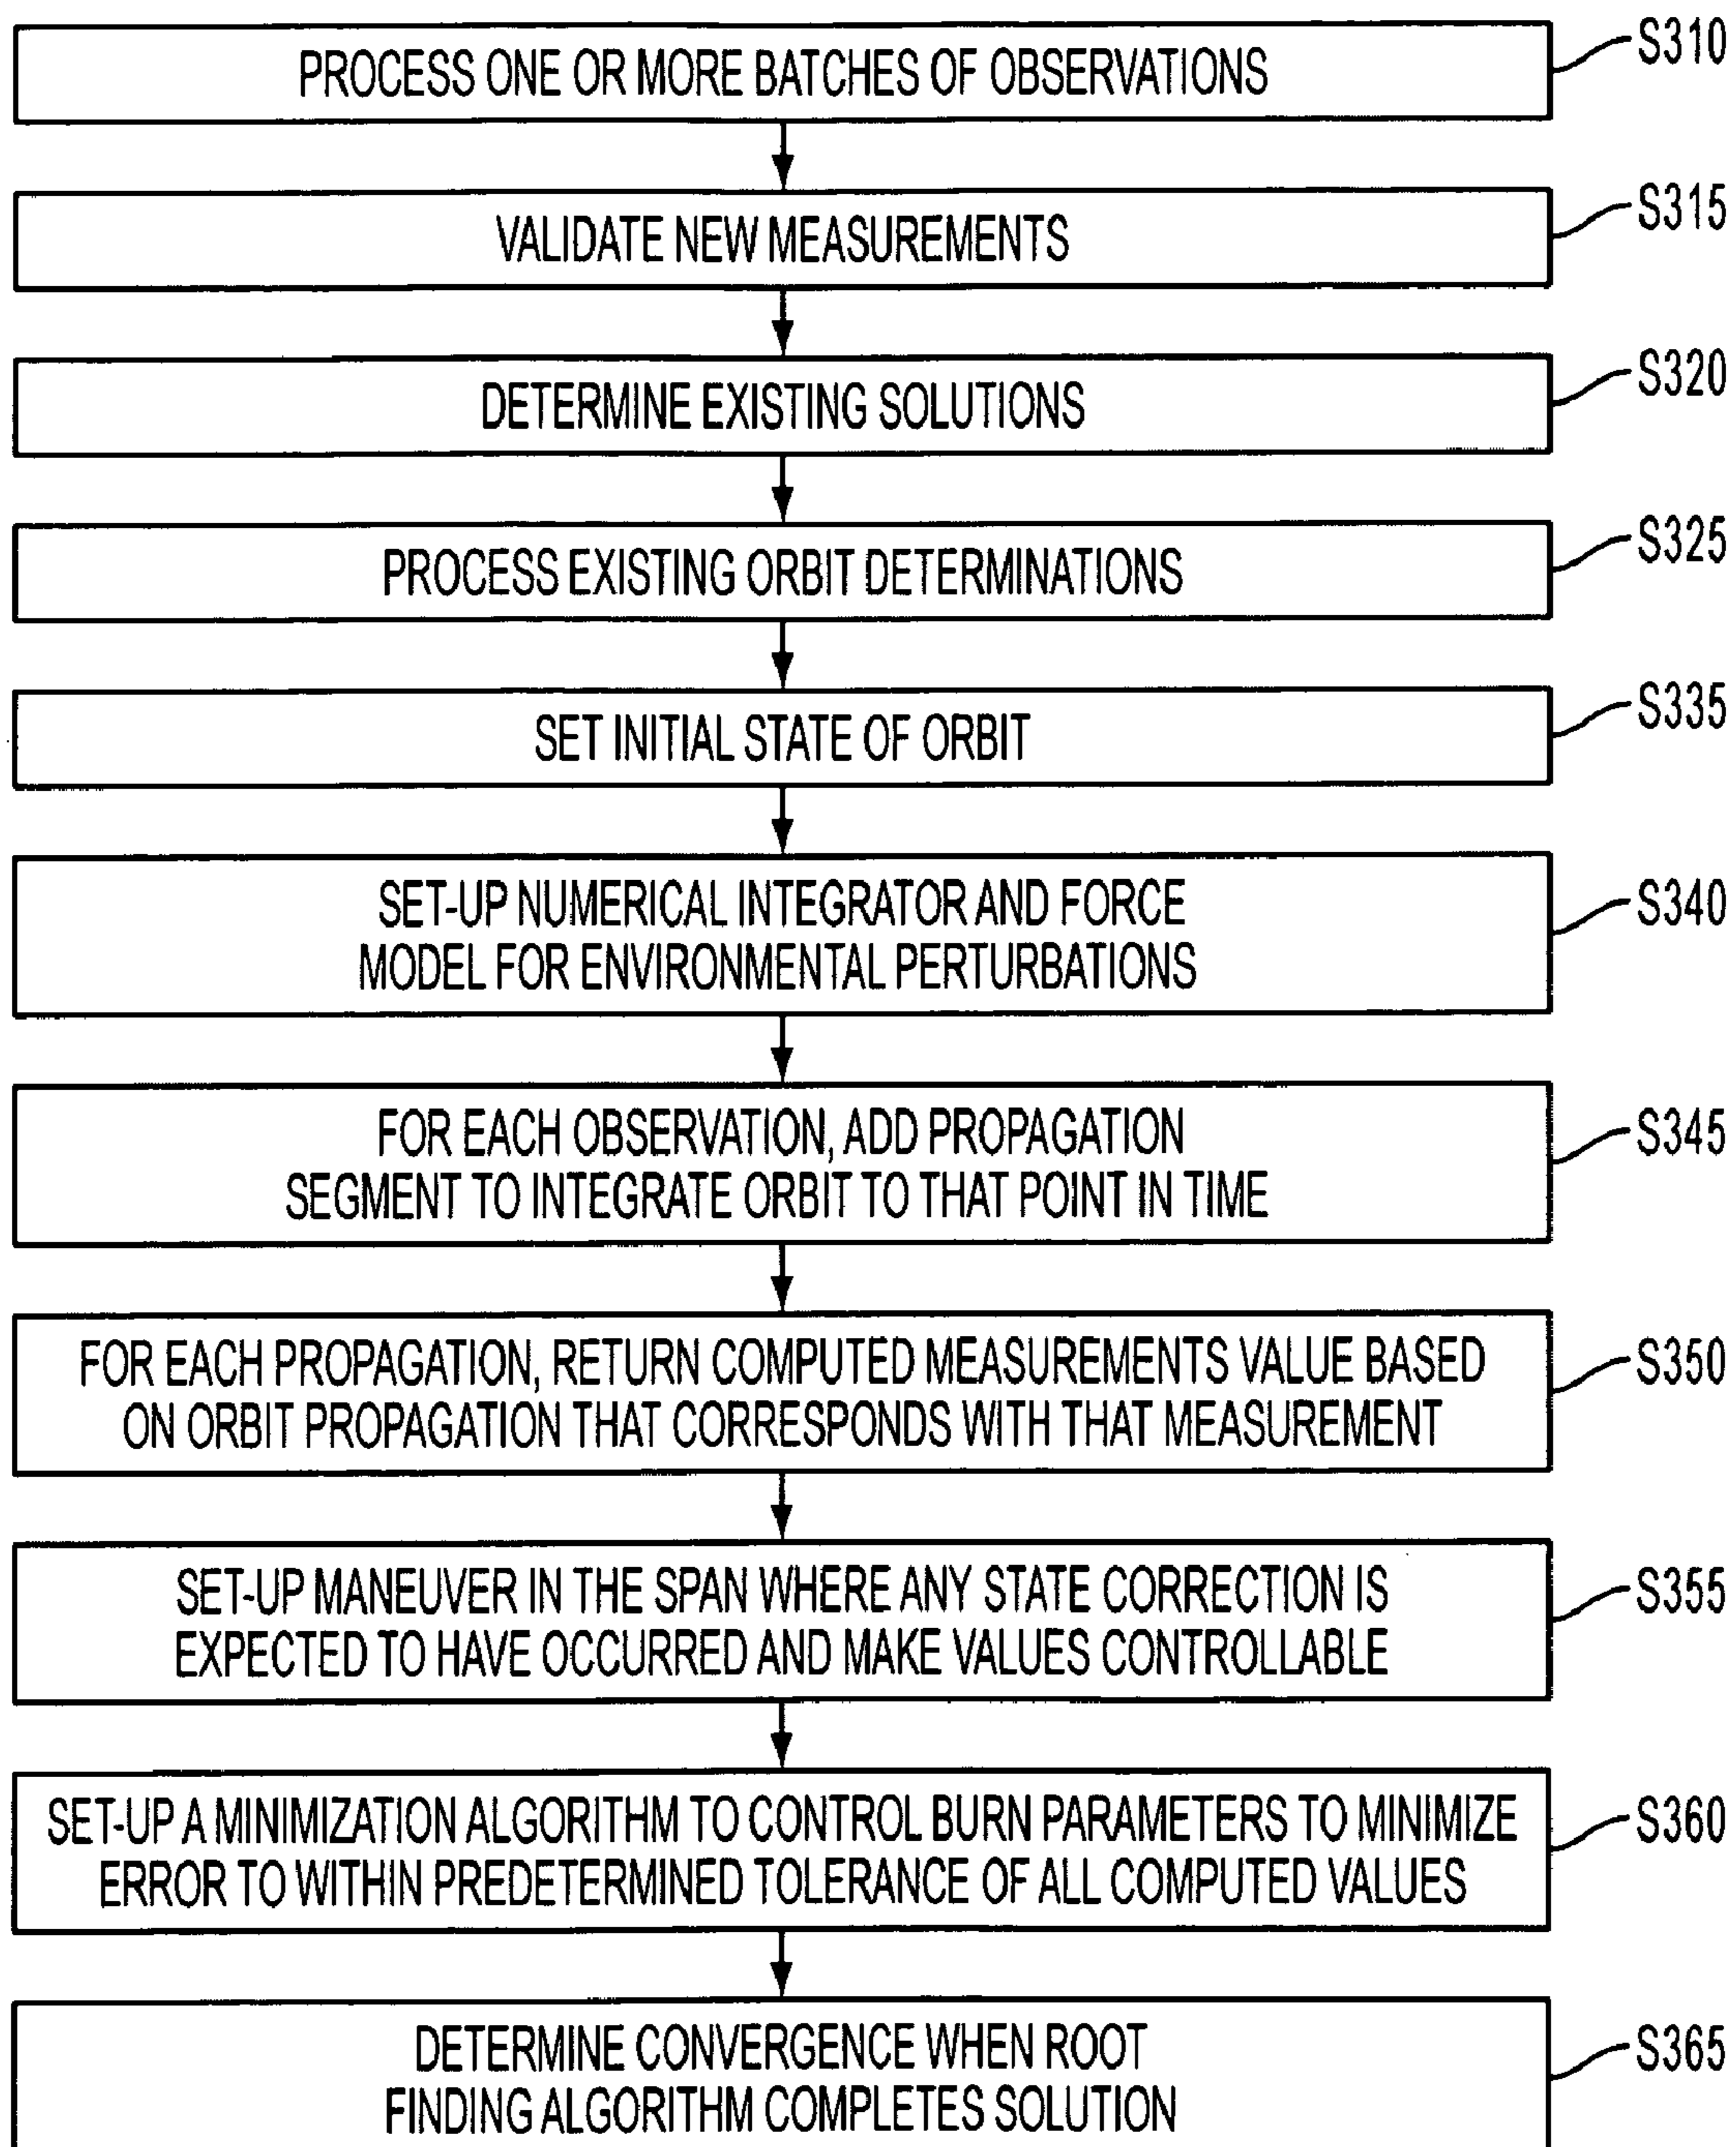 PROCESS ONE OR MORE BATCHES OF OBSERVATIONS
S310
VALIDATE NEW MEASUREMENTS
S315
DETERMINE EXISTING SOLUTIONS
S320
PROCESS EXISTING ORBIT DETERMINATIONS
S325
SET INITIAL STATE OF ORBIT
S335
SET-UP NUMERICAL INTEGRATOR AND FORCE
MODEL FOR ENVIRONMENTAL PERTURBATIONS
S340
FOR EACH OBSERVATION, ADD PROPAGATION
SEGMENT TO INTEGRATE ORBIT TO THAT POINT IN TIME
S345
FOR EACH PROPAGATION, RETURN COMPUTED MEASUREMENTS VALUE BASED
ON ORBIT PROPAGATION THAT CORRESPONDS WITH THAT MEASUREMENT
S350
SET-UP MANEUVER IN THE SPAN WHERE ANY STATE CORRECTION IS
EXPECTED TO HAVE OCCURRED AND MAKE VALUES CONTROLLABLE
S355
SET-UP A MINIMIZATION ALGORITHM TO CONTROL BURN PARAMETERS TO MINIMIZE
ERROR TO WITHIN PREDETERMINED TOLERANCE OF ALL COMPUTED VALUES
S360
DETERMINE CONVERGENCE WHEN ROOT
FINDING ALGORITHM COMPLETES SOLUTION
S365